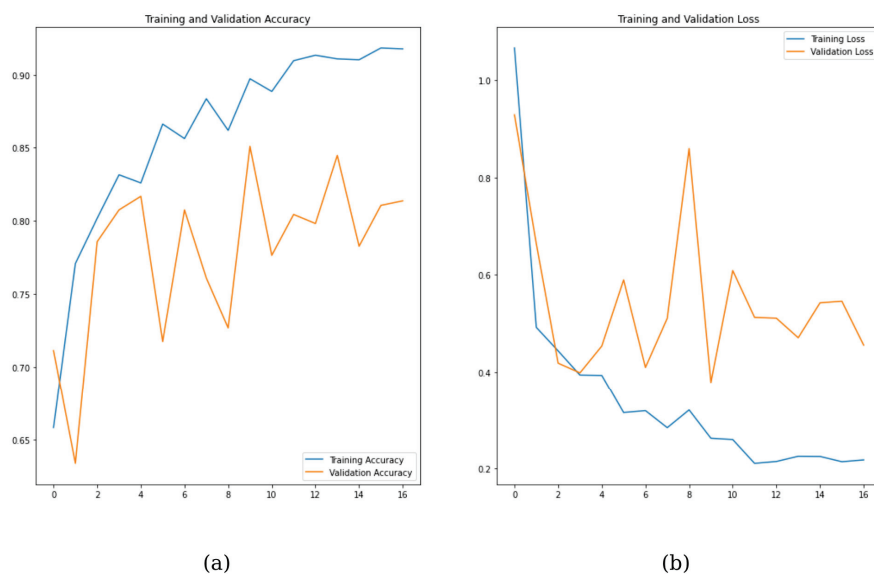 Training and Validation Accuracy
0.90
0.85
0.80
0.75
0.70
0.65
Training Accuracy
Validation Accuracy
0 2 4 6 8 10 12 14 16
(a)
Training and Validation Loss
Training Loss
Validation Loss
1.0
0.8
0.6
0.4
0.2
0 2 4 6 8 10 12 14 16
(b)